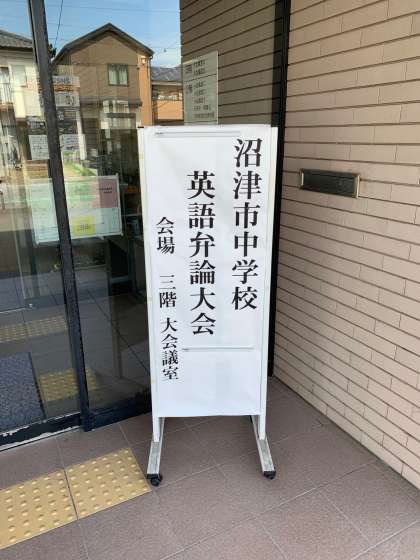 沼津市中学校
英語弁論大会
会場 三階 大会議室